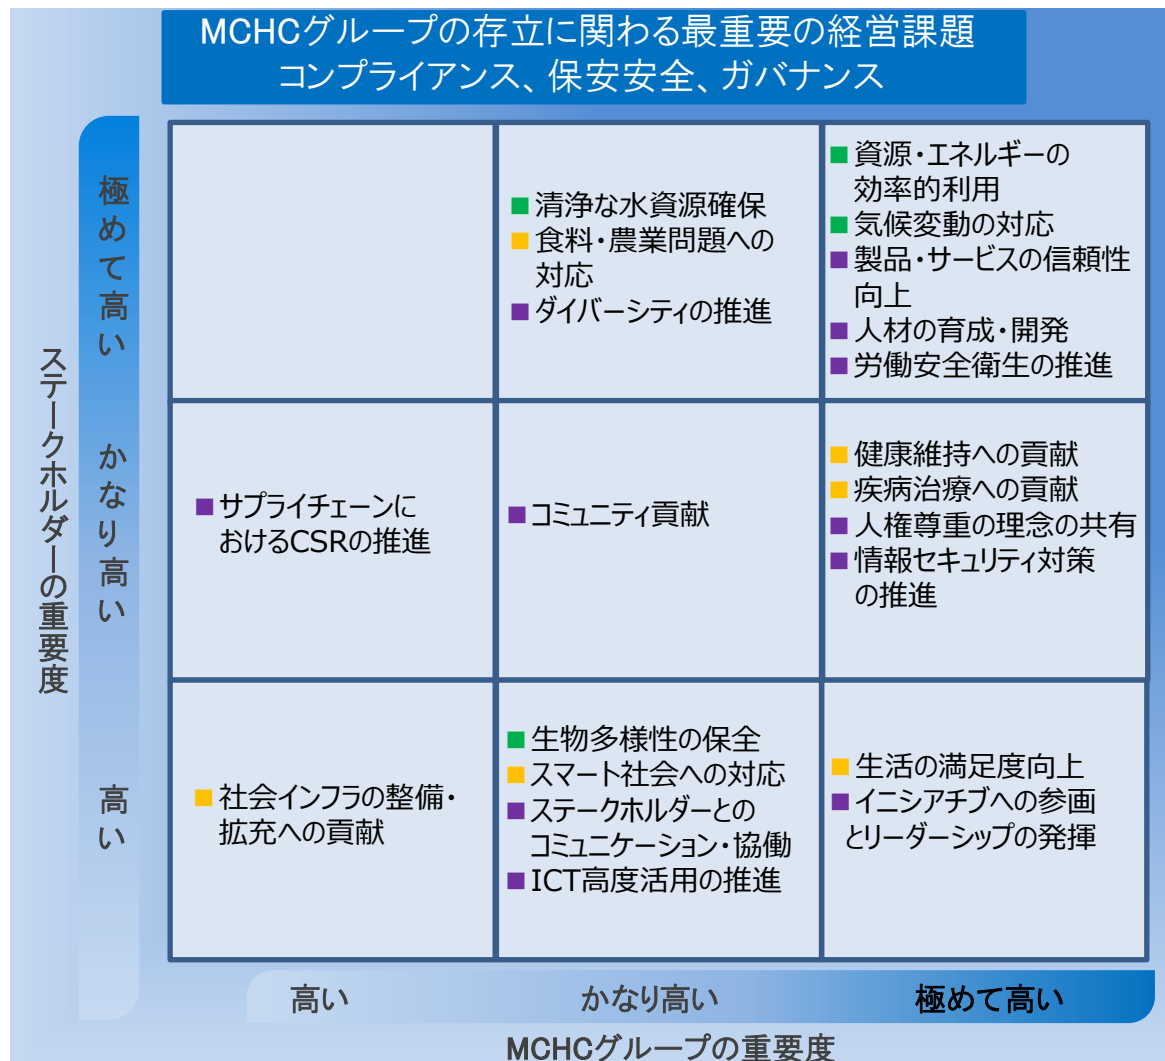 MCHCグループの存立に関わる最重要の経営課題
コンプライアンス、保安安全、ガバナンス
ステークホルダーの重要度
極めて高い
かなり高い
高い
■清浄な水資源確保
■食料・農業問題への
対応
■ダイバーシティの推進
■資源・エネルギーの
効率的利用
■気候変動の対応
■製品・サービスの信頼性
向上
■人材の育成・開発
■労働安全衛生の推進
■サプライチェーンに
おけるCSRの推進
■コミュニティ貢献
■健康維持への貢献
■疾病治療への貢献
■人権尊重の理念の共有
■情報セキュリティ対策
の推進
■社会インフラの整備・
拡充への貢献
■生物多様性の保全
■スマート社会への対応
■ステークホルダーとの
コミュニケーション・協働
■ICT高度活用の推進
■生活の満足度向上
■イニシアチブへの参画
とリーダーシップの発揮
高い
かなり高い
極めて高い
MCHCグループの重要度